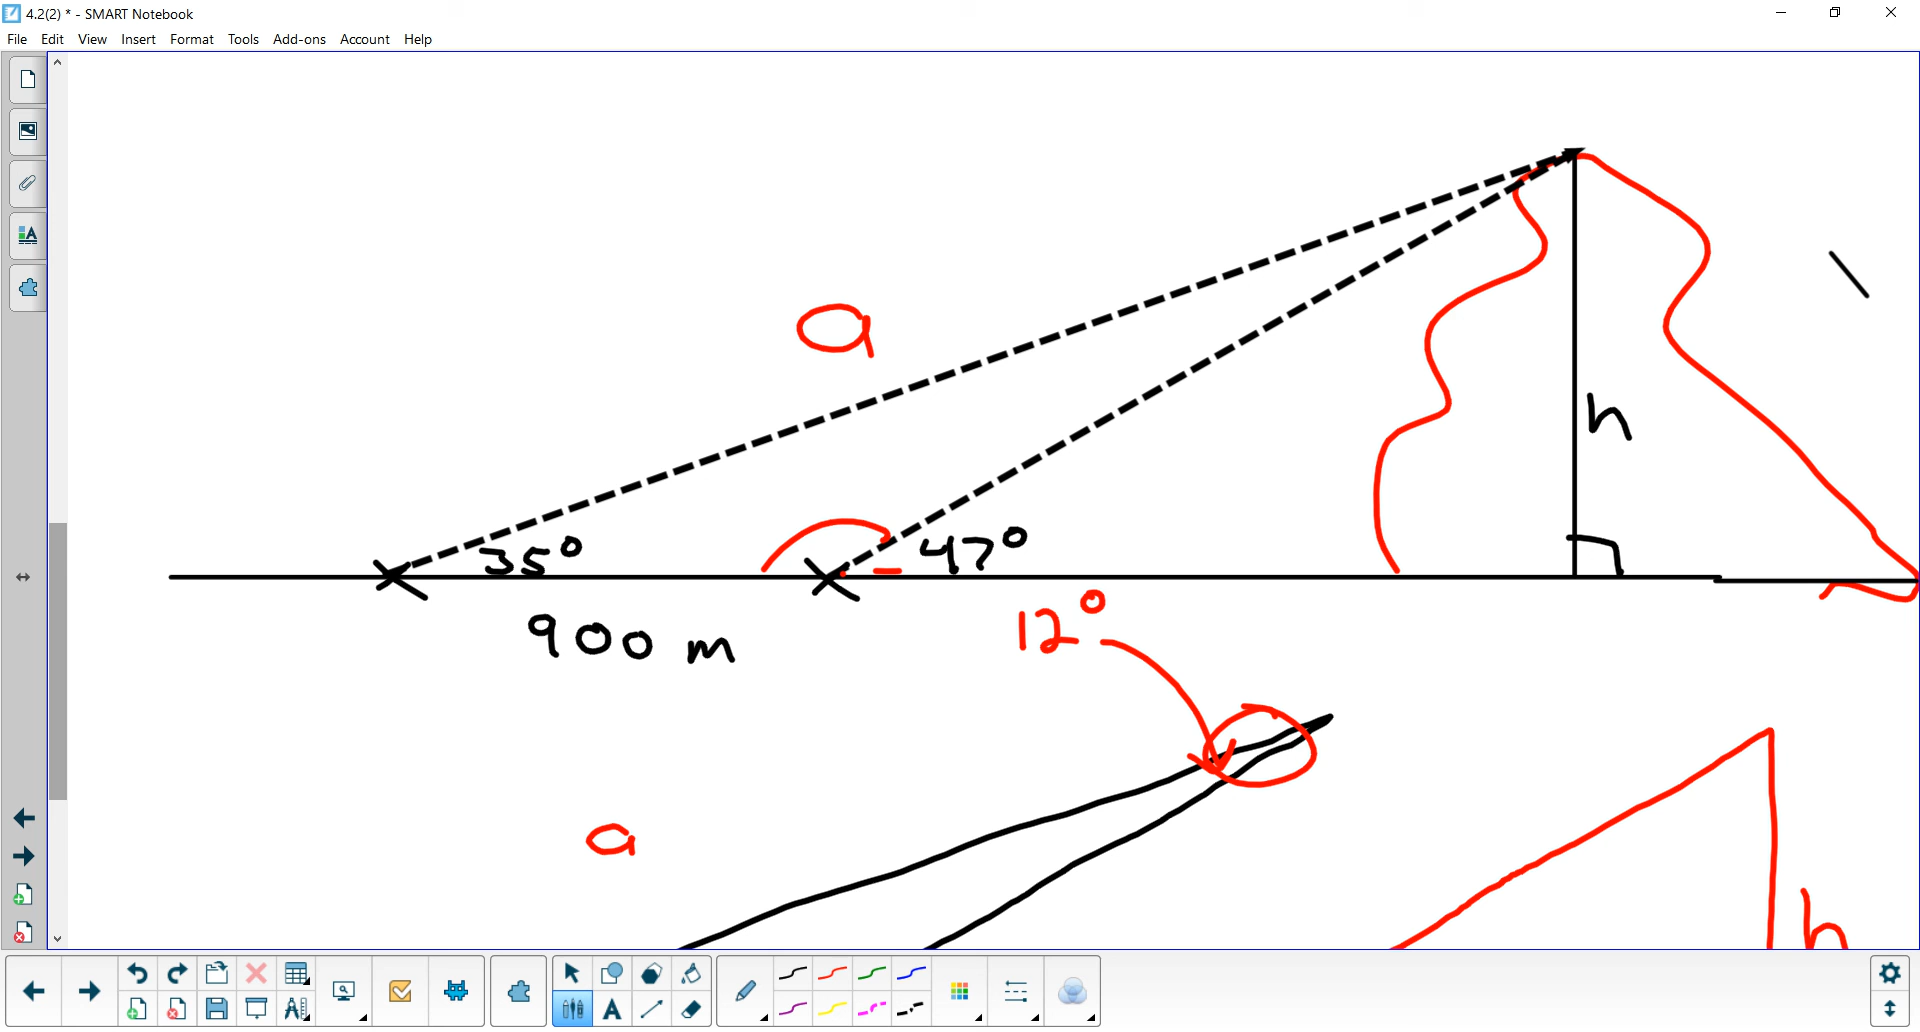 4.2(2) * - SMART Notebook
File Edit View Insert Format Tools Add-ons Account Help
a
h
35° 47°
900 m 12°
a
h